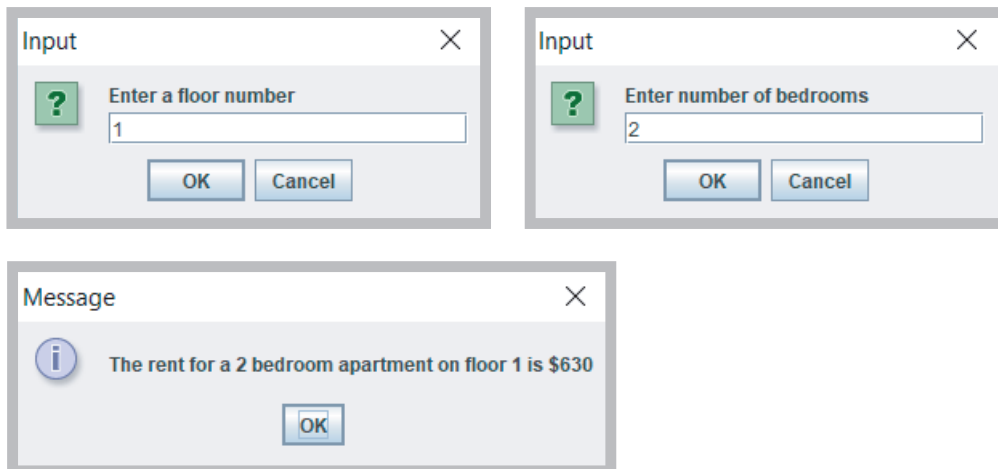 Input
Enter a floor number
1
OK Cancel
Input
Enter number of bedrooms
2
OK Cancel
Message
The rent for a 2 bedroom apartment on floor 1 is $630
OK